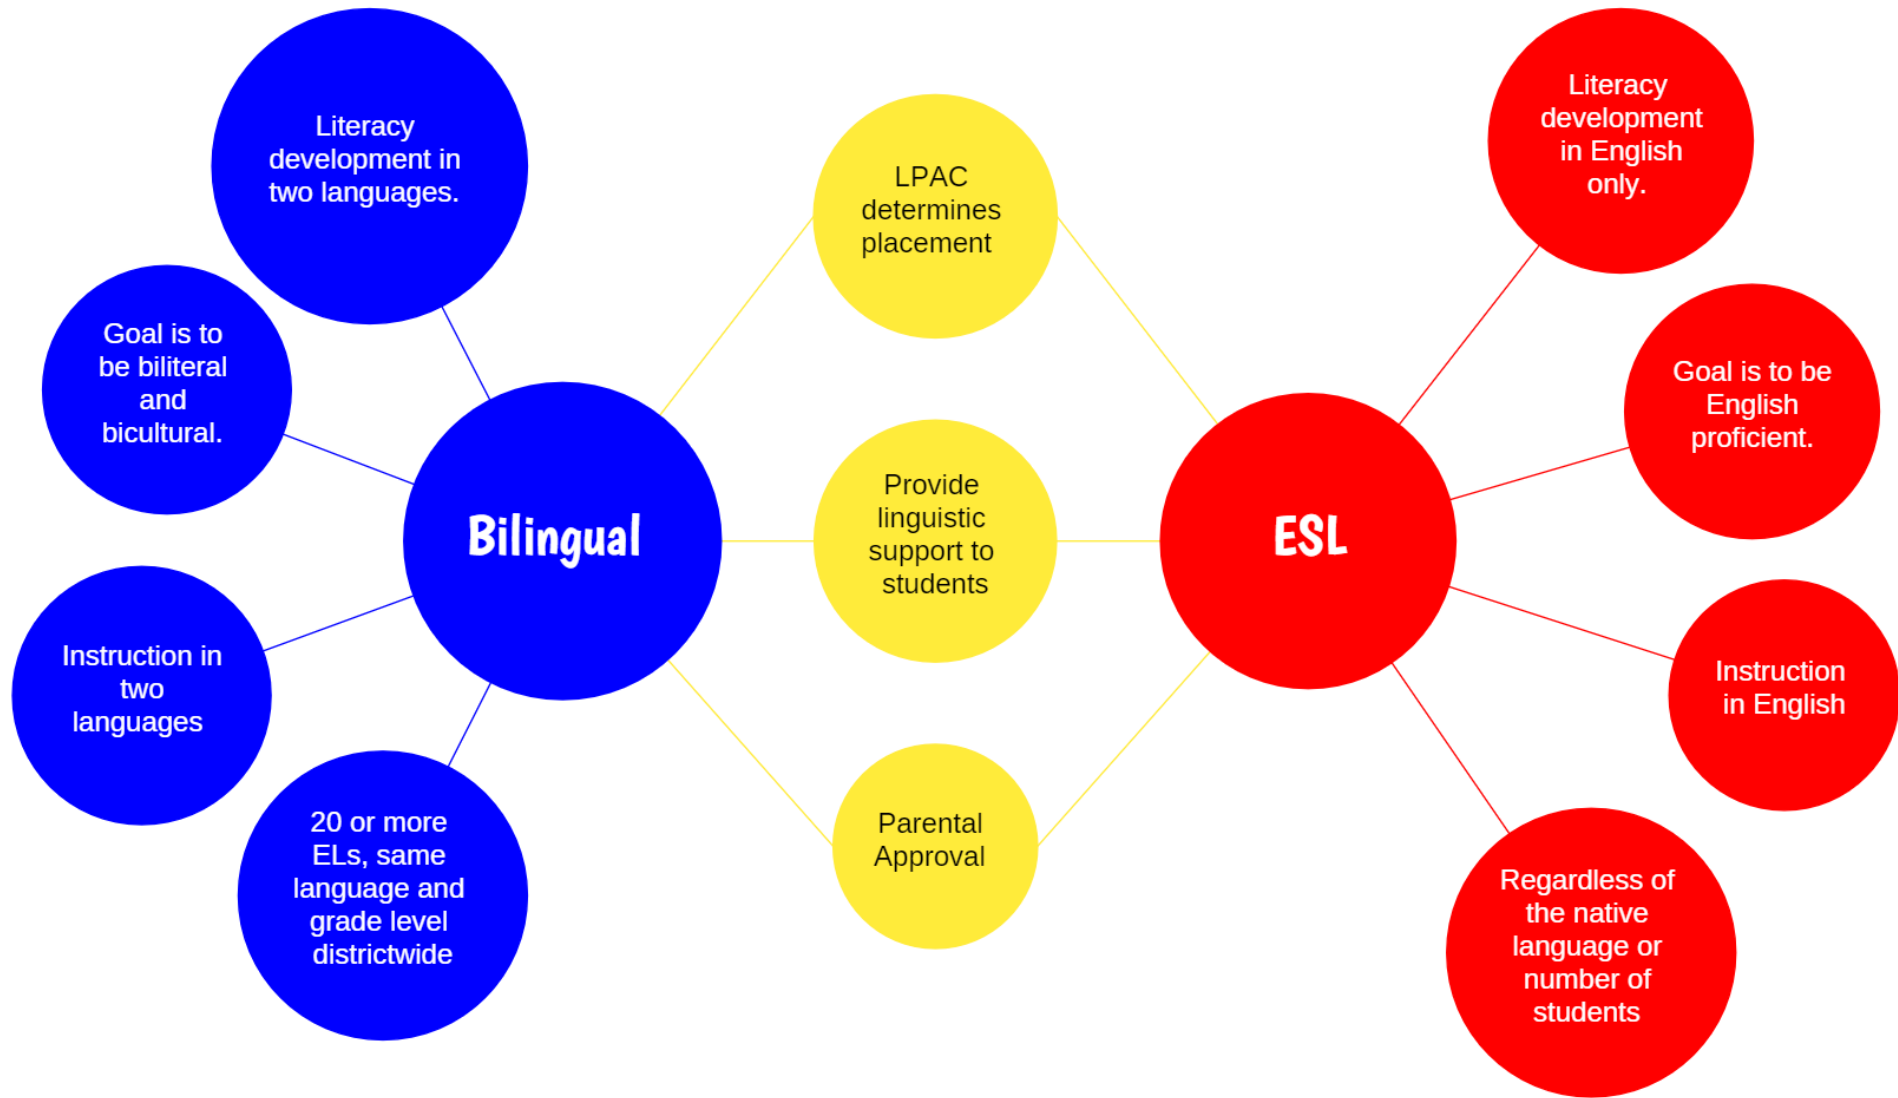 Literacy
development in
two languages.
Goal is to
be biliteral
and
bicultural.
Instruction in
two
languages
20 or more
ELs, same
language and
grade level
districtwide
Bilingual
LPAC
determines
placement
Provide
linguistic
support to
students
Parental
Approval
ESL
Literacy
development
in English
only.
Goal is to be
English
proficient.
Instruction
in English
Regardless of
the native
language or
number of
students